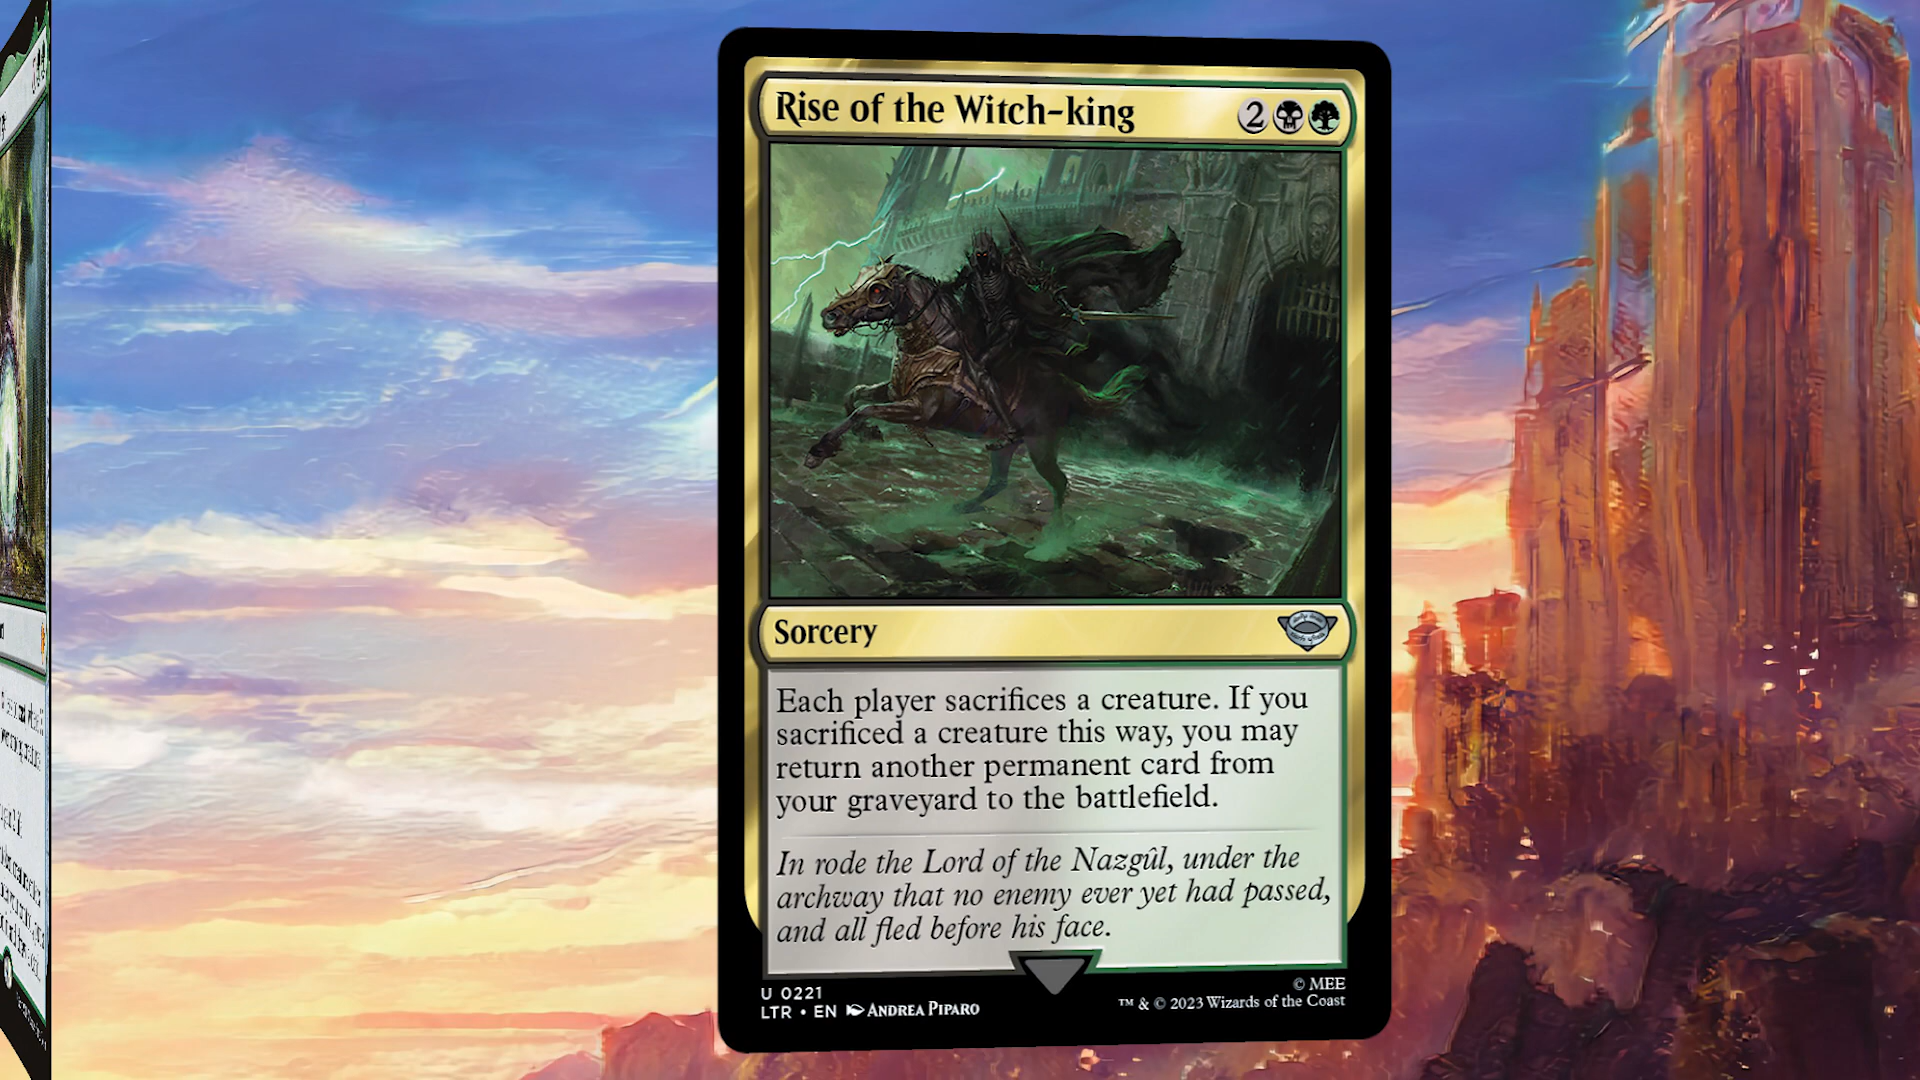 Rise of the Witch-king
2
Sorcery
Each player sacrifices a creature. If you
sacrificed a creature this way, you may
return another permanent card from
your graveyard to the battlefield.
In rode the Lord of the Nazgûl, under the
archway that no enemy ever yet had passed,
and all fled before his face.
U 0221
LTR • EN ANDREA PIPARO
© MEE
™ & © 2023 Wizards of the Coast